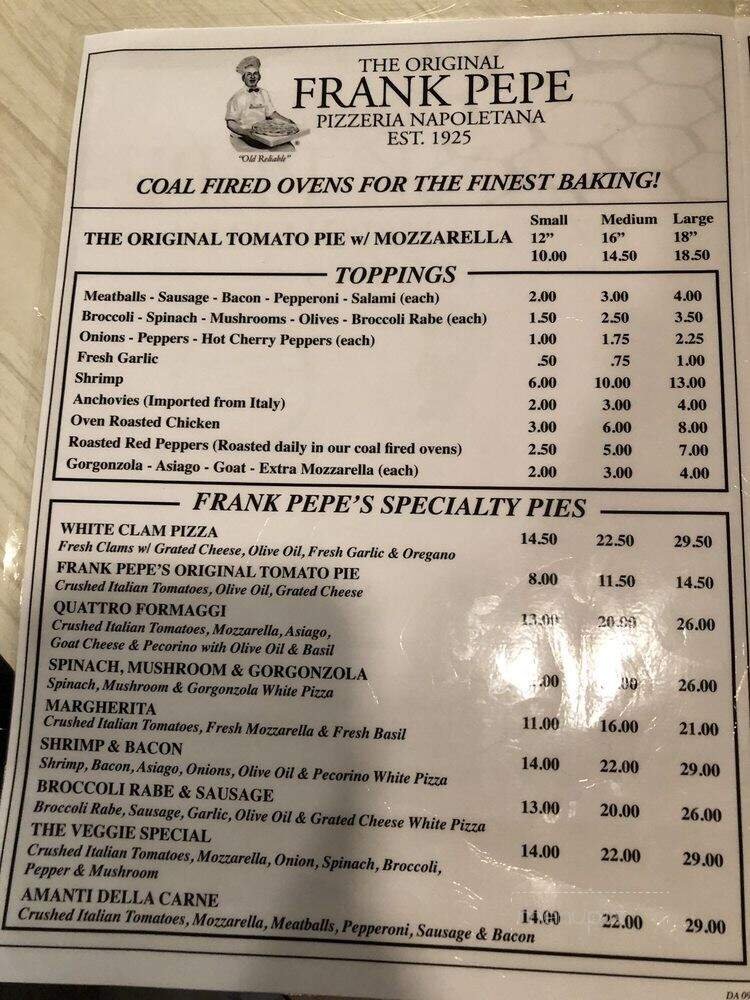 THE ORIGINAL
FRANK PEPE
PIZZERIA NAPOLETANA
EST. 1925
"Old Reliable"
COAL FIRED OVENS FOR THE FINEST BAKING!
Small Medium Large
THE ORIGINAL TOMATO PIE w/ MOZZARELLA 12" 16" 18"
10.00 14.50 18.50
TOPPINGS
Meatballs - Sausage - Bacon - Pepperoni - Salami (each) 2.00 3.00 4.00
Broccoli - Spinach - Mushrooms - Olives - Broccoli Rabe (each) 1.50 2.50 3.50
Onions - Peppers - Hot Cherry Peppers (each) 1.00 1.75 2.25
Fresh Garlic .50 .75 1.00
Shrimp 6.00 10.00 13.00
Anchovies (Imported from Italy) 2.00 3.00 4.00
Oven Roasted Chicken 3.00 6.00 8.00
Roasted Red Peppers (Roasted daily in our coal fired ovens) 2.50 5.00 7.00
Gorgonzola - Asiago - Goat - Extra Mozzarella (each) 2.00 3.00 4.00
FRANK PEPE'S SPECIALTY PIES
WHITE CLAM PIZZA 14.50 22.50 29.50
Fresh Clams w/ Grated Cheese, Olive Oil, Fresh Garlic & Oregano
FRANK PEPE'S ORIGINAL TOMATO PIE 8.00 11.50 14.50
Crushed Italian Tomatoes, Olive Oil, Grated Cheese
QUATTRO FORMAGGI 13.00 20.00 26.00
Crushed Italian Tomatoes, Mozzarella, Asiago,
Goat Cheese & Pecorino with Olive Oil & Basil
SPINACH, MUSHROOM & GORGONZOLA 26.00
Spinach, Mushroom & Gorgonzola White Pizza
MARGHERITA 11.00 16.00 21.00
Crushed Italian Tomatoes, Fresh Mozzarella & Fresh Basil
SHRIMP & BACON 14.00 22.00 29.00
Shrimp, Bacon, Asiago, Onions, Olive Oil & Pecorino White Pizza
BROCCOLI RABE & SAUSAGE 13.00 20.00 26.00
Broccoli Rabe, Sausage, Garlic, Olive Oil & Grated Cheese White Pizza
THE VEGGIE SPECIAL 14.00 22.00 29.00
Crushed Italian Tomatoes, Mozzarella, Onion, Spinach, Broccoli,
Pepper & Mushroom
AMANTI DELLA CARNE 14.00 22.00 29.00
Crushed Italian Tomatoes, Mozzarella, Meatballs, Pepperoni, Sausage & Bacon